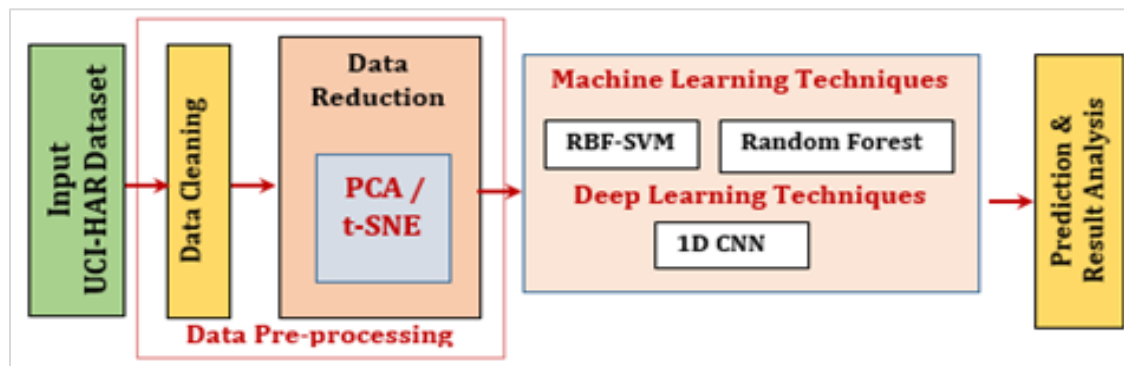 Input
UCI-HAR Dataset
Data Cleaning
Data
Reduction
PCA /
t-SNE
Data Pre-processing
Machine Learning Techniques
RBF-SVM
Random Forest
Deep Learning Techniques
1D CNN
Prediction &
Result Analysis